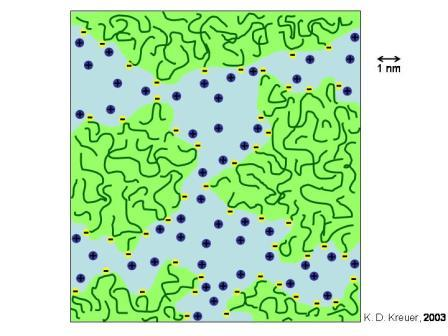 1 nm
K. D. Kreuer, 2003